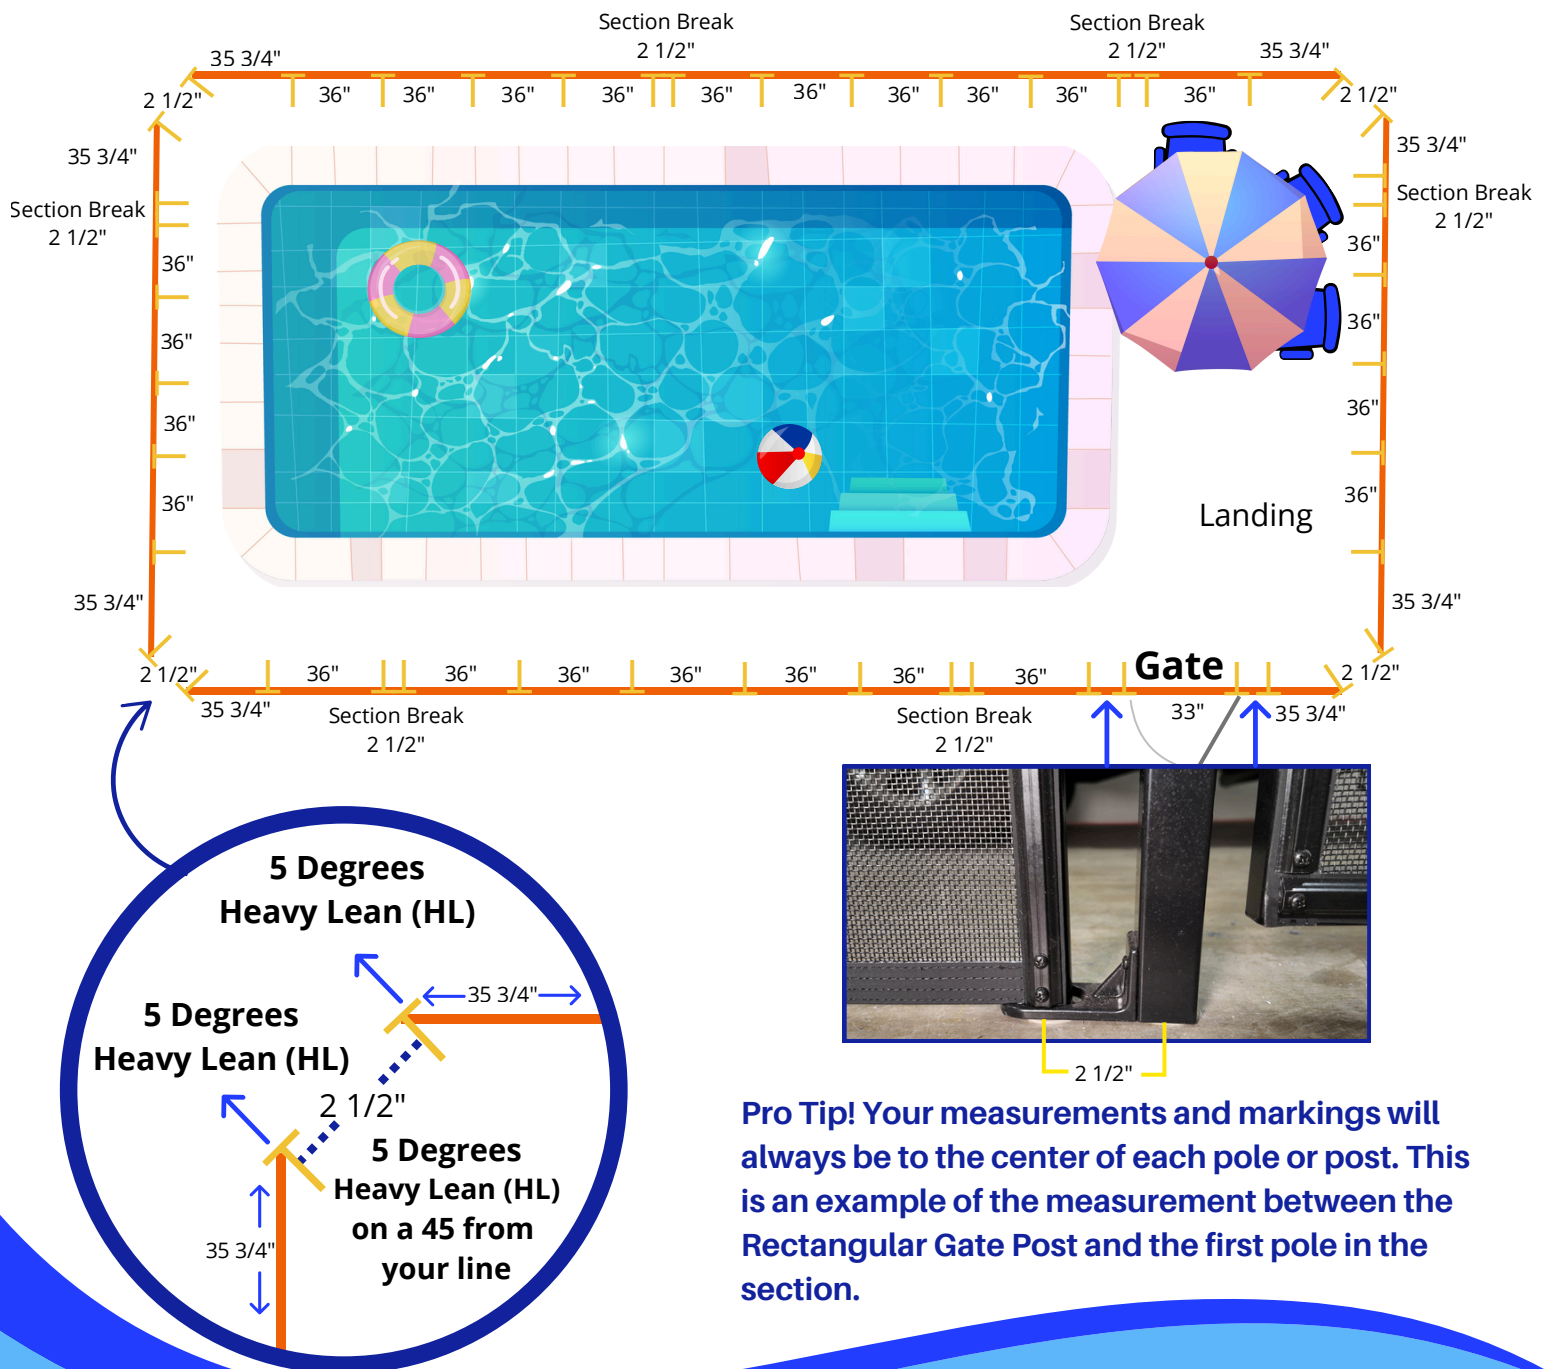 Section Break
2 1/2"
Section Break
2 1/2"
35 3/4"
35 3/4"
36"
36"
36"
36"
36"
36"
36"
36"
36"
36"
2 1/2"
2 1/2"
35 3/4"
Section Break
2 1/2"
36"
36"
36"
36"
35 3/4"
35 3/4"
Section Break
2 1/2"
36"
36"
36"
36"
35 3/4"
Landing
2 1/2"
36"
36"
36"
36"
36"
36"
Gate
2 1/2"
35 3/4"
Section Break
2 1/2"
Section Break
2 1/2"
33"
35 3/4"
5 Degrees
Heavy Lean (HL)
35 3/4"
5 Degrees
Heavy Lean (HL)
2 1/2"
5 Degrees
Heavy Lean (HL)
on a 45 from
your line
35 3/4"
2 1/2"
Pro Tip! Your measurements and markings will
always be to the center of each pole or post. This
is an example of the measurement between the
Rectangular Gate Post and the first pole in the
section.